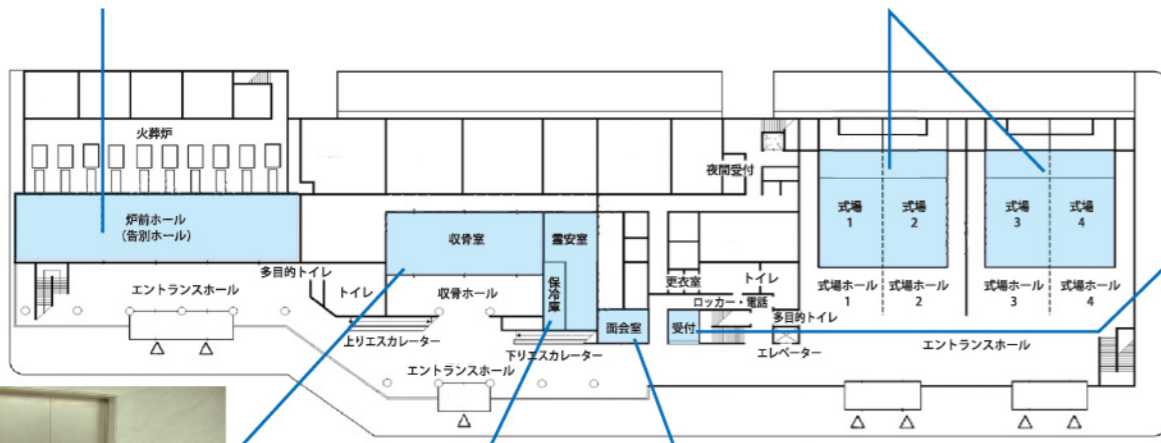 火葬炉
炉前ホール
(告別ホール)
エントランスホール
多目的トイレ
トイレ
収骨室
収骨ホール
霊安室
保冷庫
上りエスカレーター
下りエスカレーター
エントランスホール
面会室
受付
更衣室
ロッカー・電話
トイレ
多目的トイレ
エレベーター
夜間受付
式場
1
式場
2
式場
3
式場
4
式場ホール
1
式場ホール
2
式場ホール
3
式場ホール
4
エントランスホール